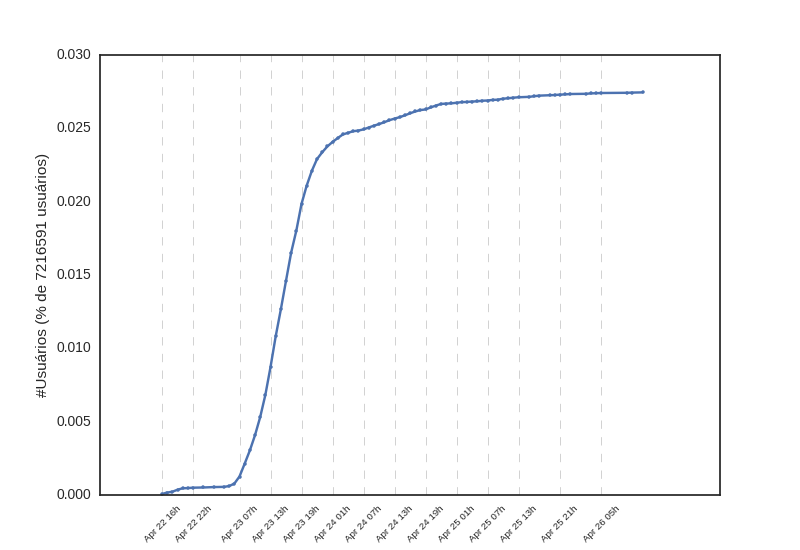 0.030
0.025
0.020
0.015
0.010
0.005
0.000
#Usuários (% de 7216591 usuários)
Apr 22 16h
Apr 22 22h
Apr 23 07h
Apr 23 13h
Apr 23 19h
Apr 24 01h
Apr 24 07h
Apr 24 13h
Apr 24 19h
Apr 25 01h
Apr 25 07h
Apr 25 13h
Apr 25 21h
Apr 26 05h